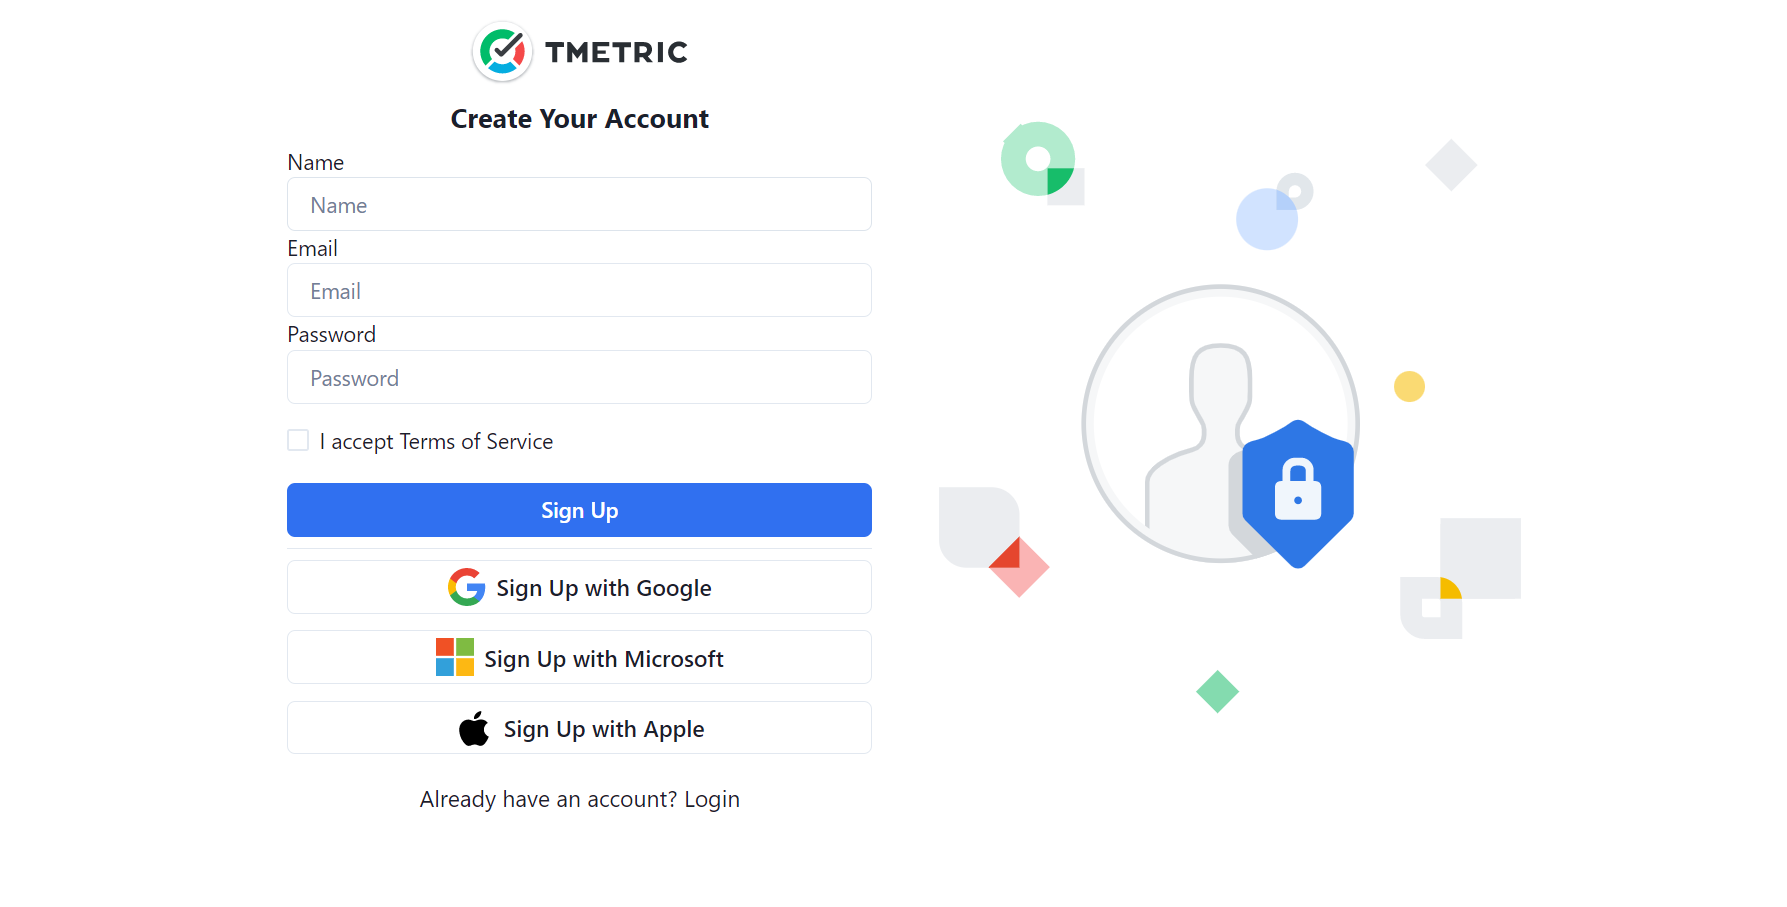 TMETRIC
Create Your Account
Name
Name
Email
Email
Password
Password
I accept Terms of Service
Sign Up
Sign Up with Google
Sign Up with Microsoft
Sign Up with Apple
Already have an account? Login